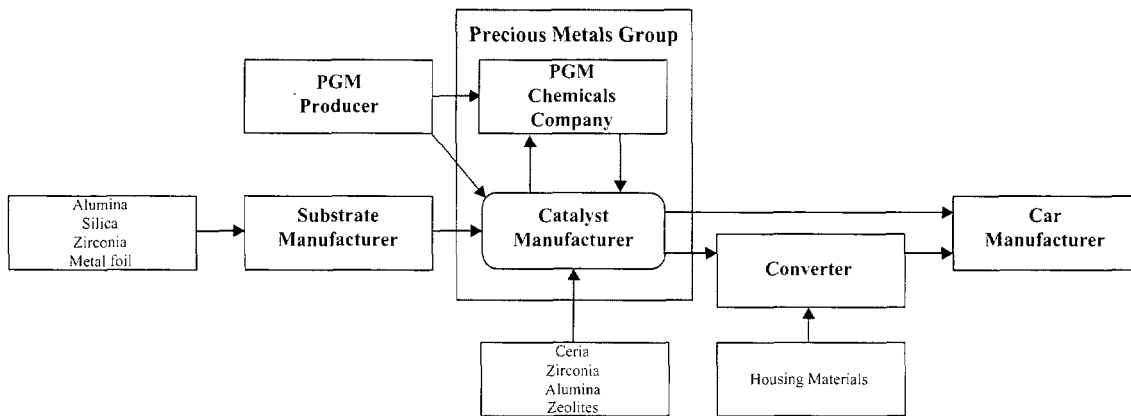 Precious Metals Group
PGM
Producer
PGM
Chemicals
Company
Alumina
Silica
Zirconia
Metal foil
Substrate
Manufacturer
Catalyst
Manufacturer
Car
Manufacturer
Converter
Ceria
Zirconia
Alumina
Zeolites
Housing Materials